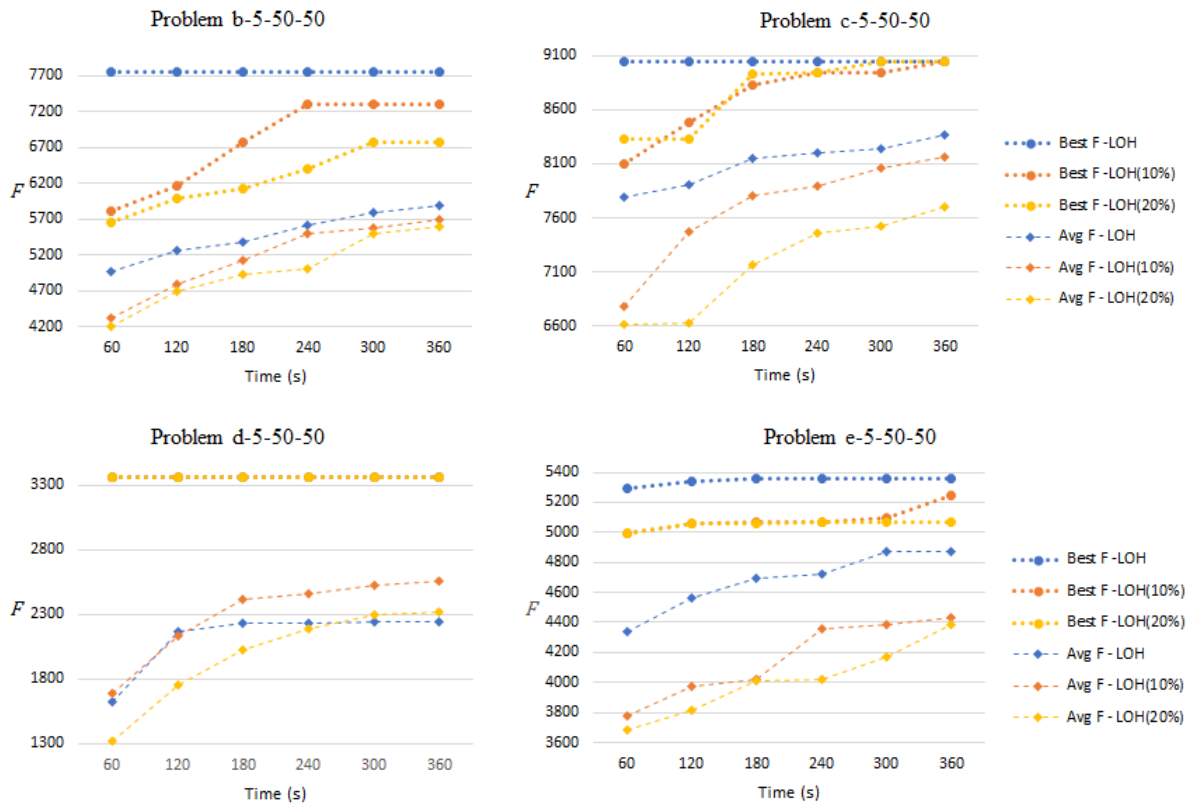 Problem b-5-50-50
7700
7200
6700
6200
5700
5200
4700
4200
F
60 120 180 240 300 360
Time (s)
Problem c-5-50-50
9100
8600
8100
7600
7100
6600
60 120 180 240 300 360
Time (s)
Best F -LOH
Best F -LOH(10%)
Best F -LOH(20%)
Avg F - LOH
Avg F - LOH(10%)
Avg F - LOH(20%)
Problem d-5-50-50
3300
2800
2300
1800
1300
F
60 120 180 240 300 360
Time (s)
Problem e-5-50-50
5400
5200
5000
4800
4600
4400
4200
4000
3800
3600
F
60 120 180 240 300 360
Time (s)
Best F -LOH
Best F -LOH(10%)
Best F -LOH(20%)
Avg F - LOH
Avg F - LOH(10%)
Avg F - LOH(20%)